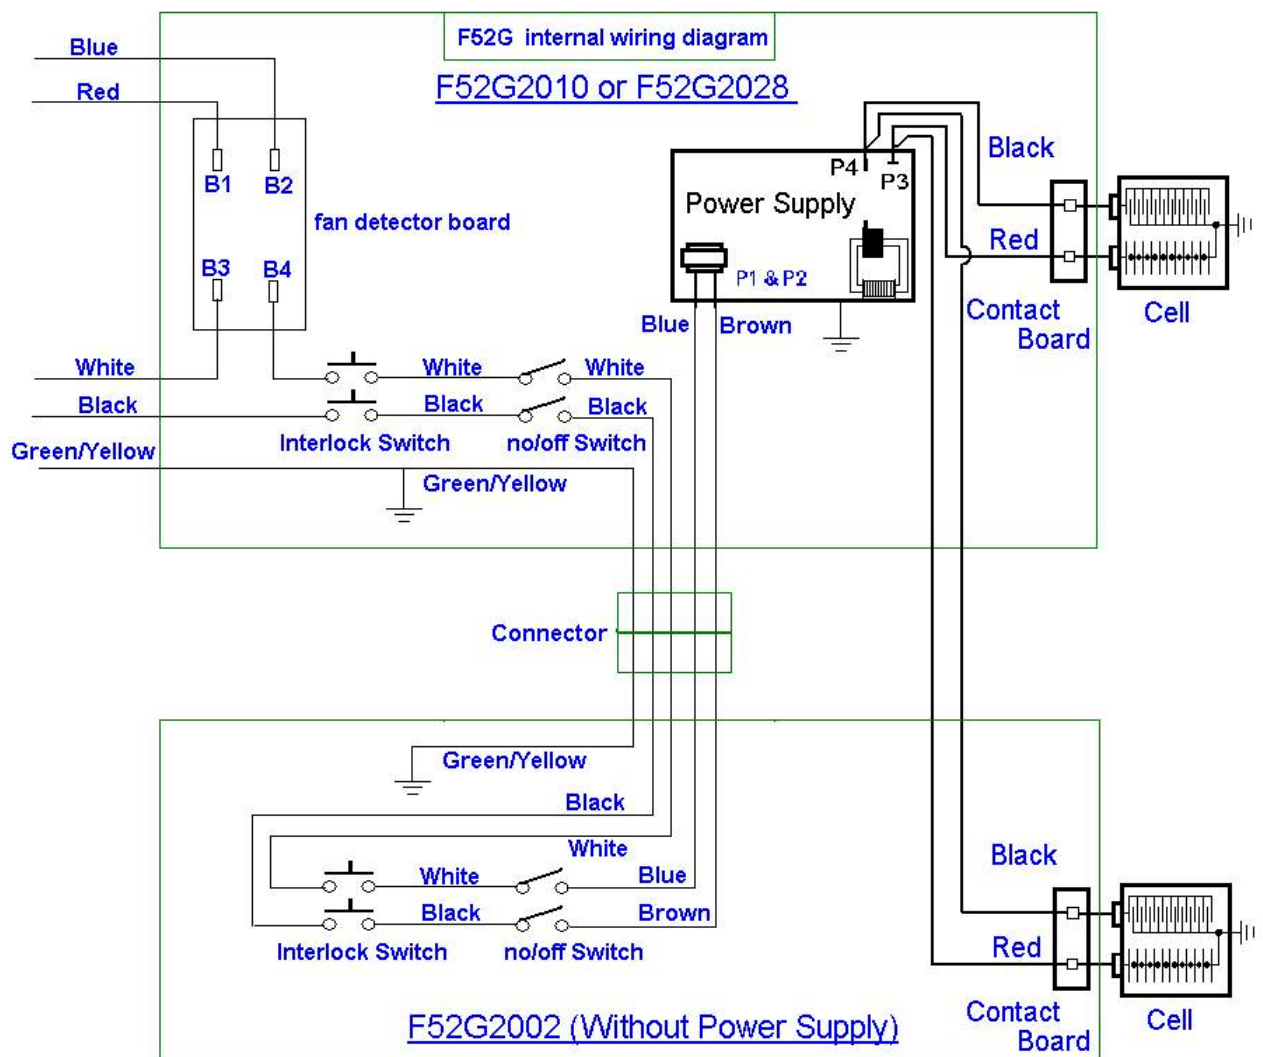 F52G internal wiring diagram
F52G2010 or F52G2028
Blue
Red
B1
B2
fan detector board
B3
B4
P4
P3
Power Supply
P1 & P2
Blue
Brown
Black
Red
Contact
Board
Cell
White
White
White
Black
Black
Black
Interlock Switch
no/off Switch
Green/Yellow
Green/Yellow
Connector
Green/Yellow
Black
White
White
Blue
Black
Brown
Interlock Switch
no/off Switch
Black
Red
Contact
Board
Cell
F52G2002 (Without Power Supply)